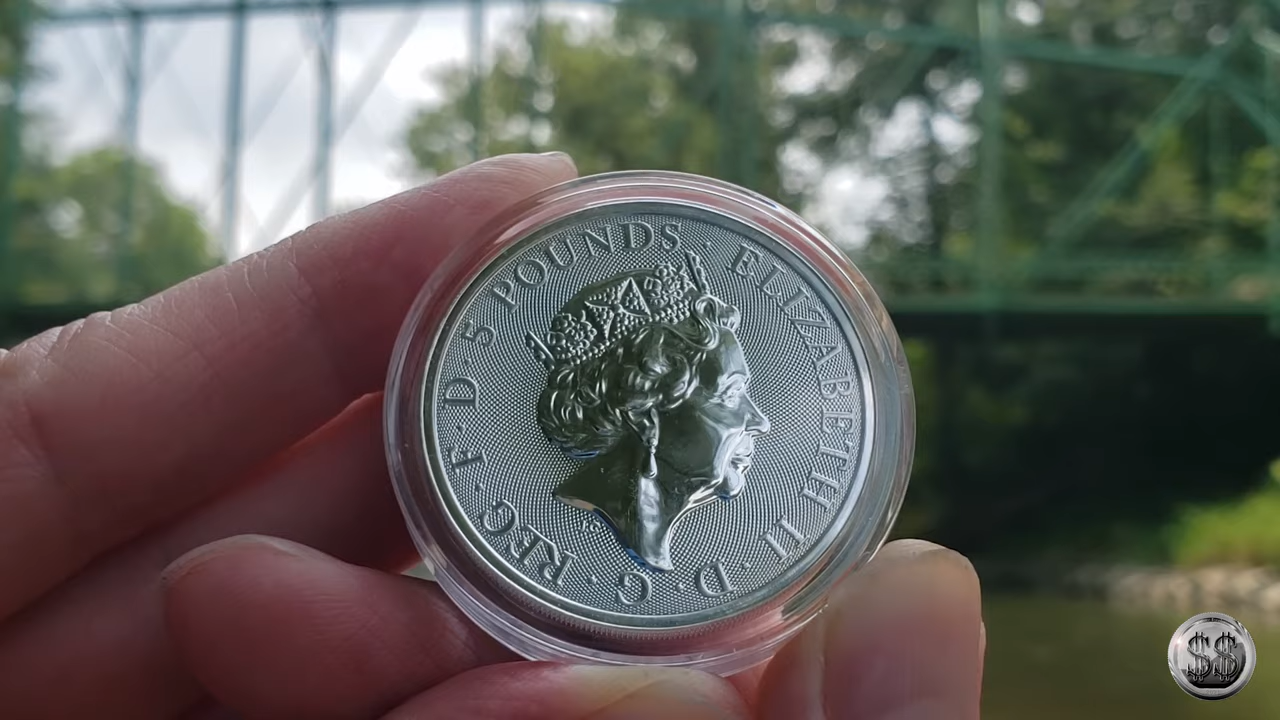 ELIZABETH II · D · G · REG · F · D · 5 POUNDS ·
$$